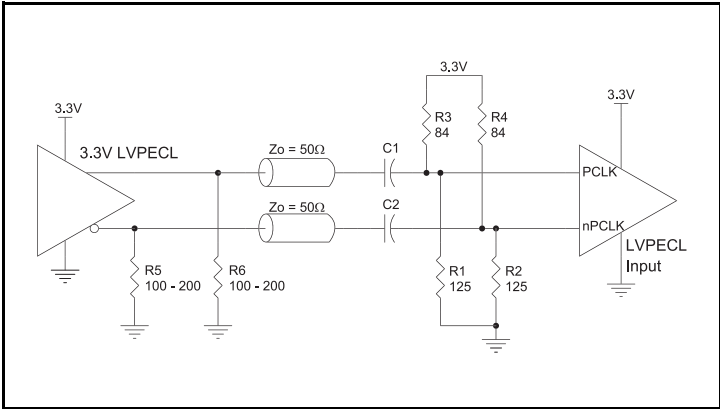 3.3V
3.3V LVPECL
R5
100 - 200
R6
100 - 200
Zo = 50Ω
Zo = 50Ω
C1
C2
3.3V
R3
84
R4
84
R1
125
R2
125
3.3V
PCLK
nPCLK
LVPECL
Input